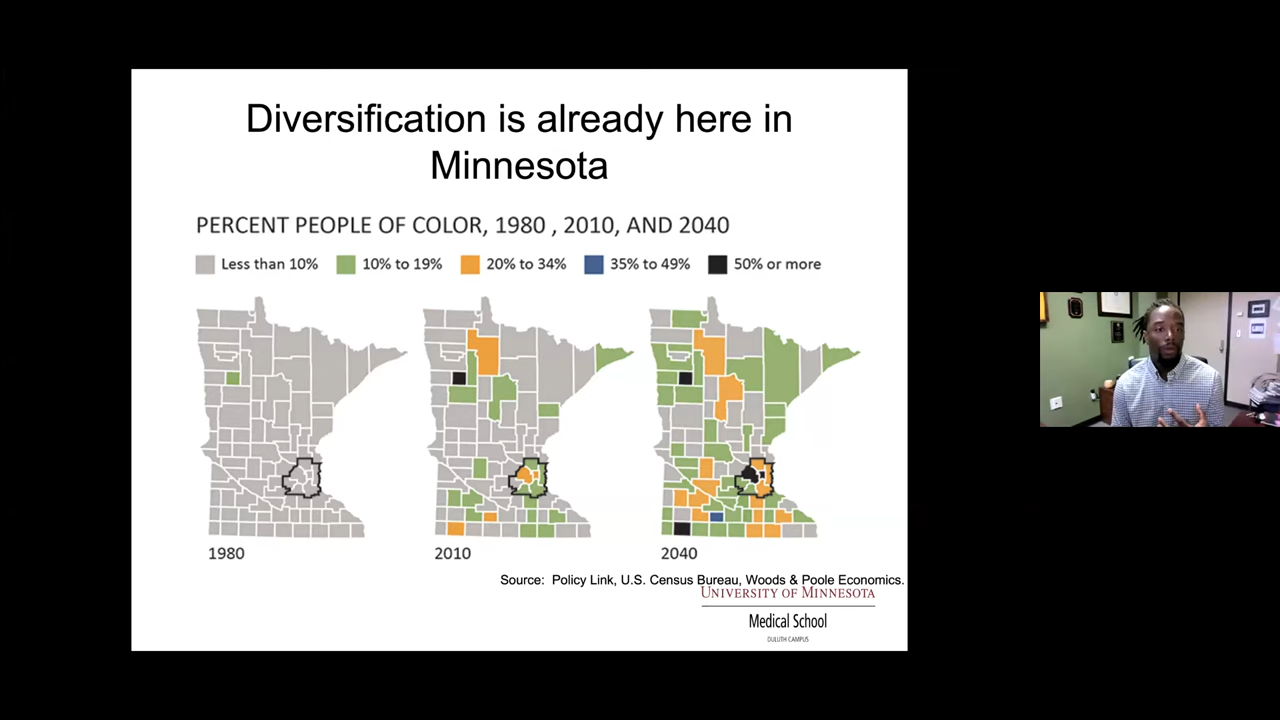 Diversification is already here in
Minnesota
PERCENT PEOPLE OF COLOR, 1980 , 2010, AND 2040
Less than 10% 10% to 19% 20% to 34% 35% to 49% 50% or more
1980 2010 2040
Source: Policy Link, U.S. Census Bureau, Woods & Poole Economics.
UNIVERSITY OF MINNESOTA
Medical School
DULUTH CAMPUS